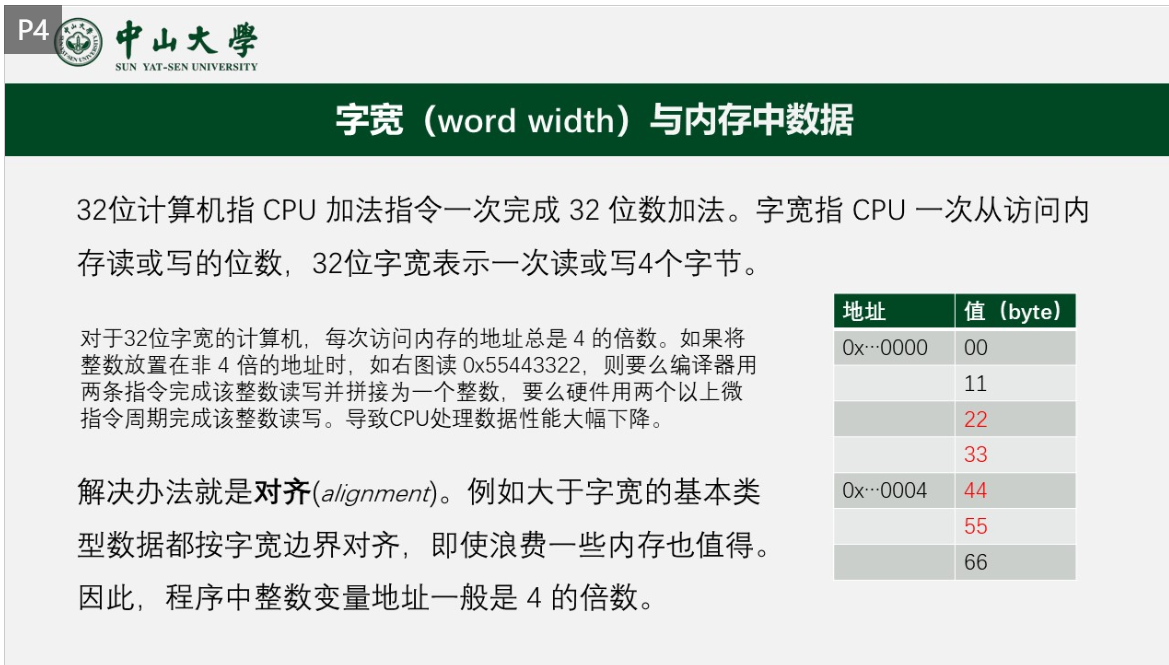 P4
中山大學
SUN YAT-SEN UNIVERSITY
字宽（word width）与内存中数据
32位计算机指 CPU 加法指令一次完成 32 位数加法。字宽指 CPU 一次从访问内
存读或写的位数，32位字宽表示一次读或写4个字节。
对于32位字宽的计算机，每次访问内存的地址总是 4 的倍数。如果将
整数放置在非 4 倍的地址时，如右图读 0x55443322，则要么编译器用
两条指令完成该整数读写并拼接为一个整数，要么硬件用两个以上微
指令周期完成该整数读写。导致CPU处理数据性能大幅下降。
解决办法就是对齐(alignment)。例如大于字宽的基本类
型数据都按字宽边界对齐，即使浪费一些内存也值得。
因此，程序中整数变量地址一般是 4 的倍数。
地址 值（byte）
0x…0000 00
11
22
33
0x…0004 44
55
66